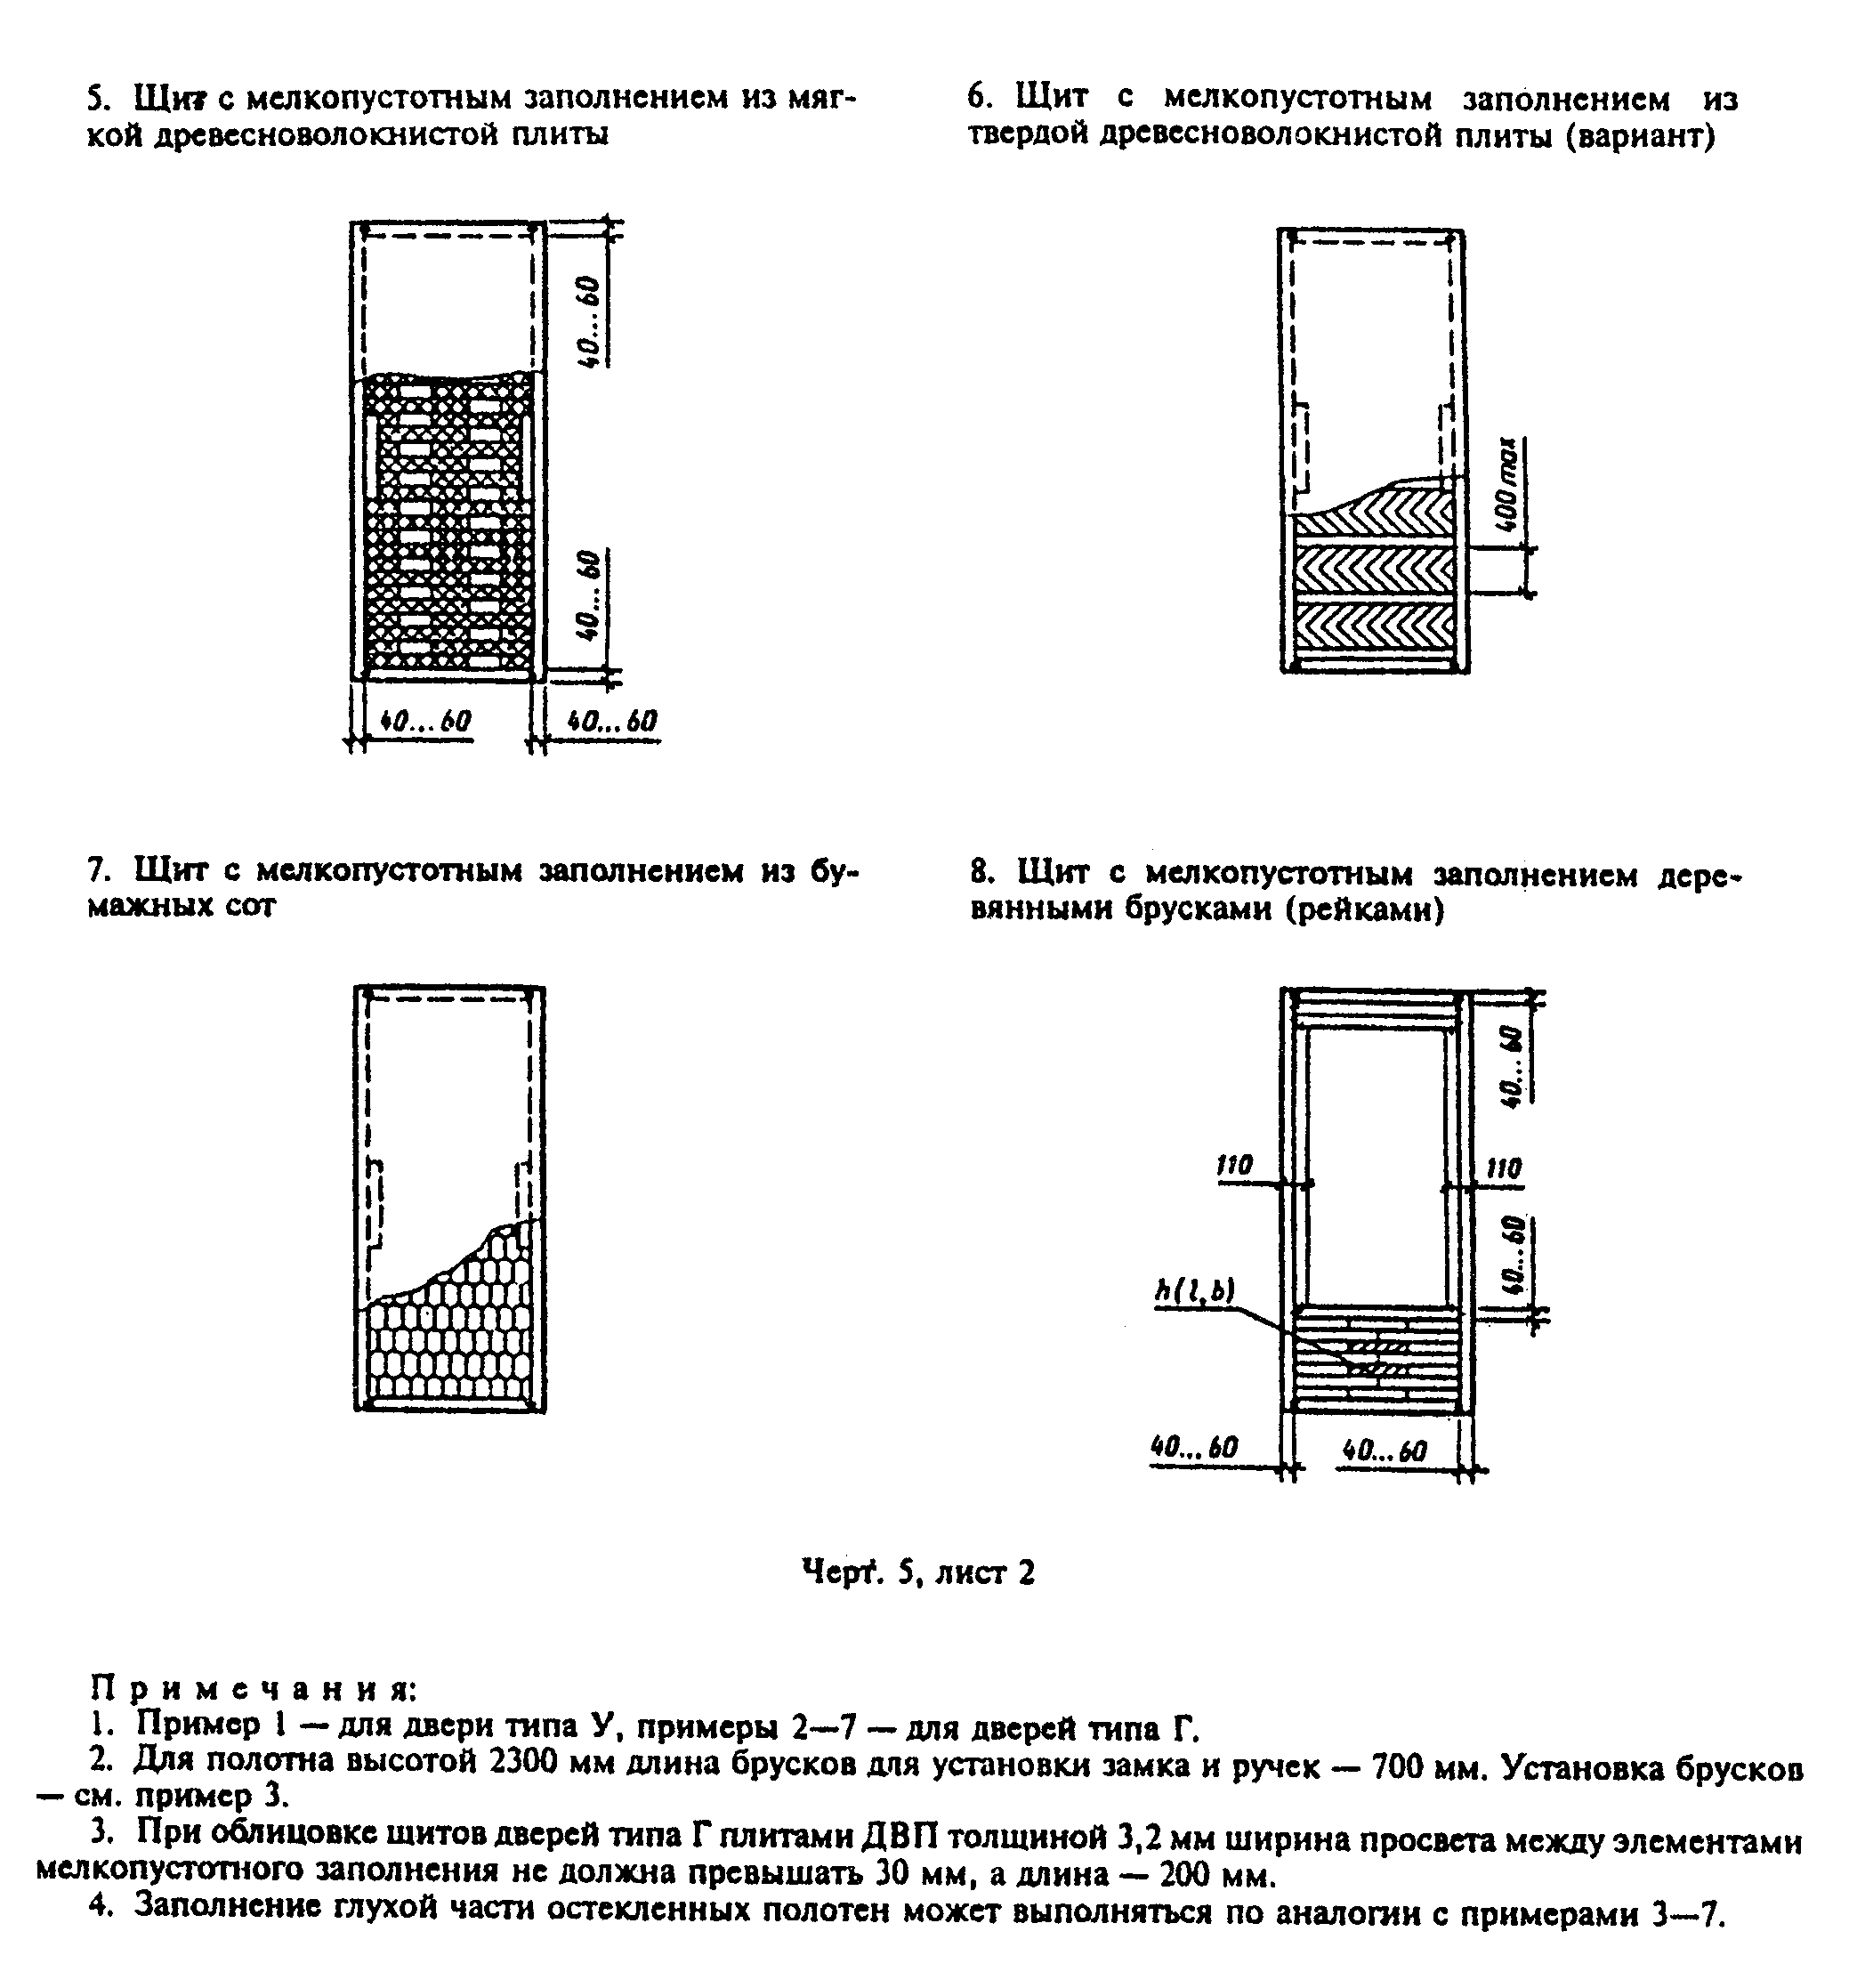 5. Щит с мелкопустотным заполнением из мяг-
кой древесноволокнистой плиты
6. Щит с мелкопустотным заполнением из
твердой древесноволокнистой плиты (вариант)
40...60
40...60
40...60
40...60
400 max
7. Щит с мелкопустотным заполнением из бу-
мажных сот
8. Щит с мелкопустотным заполнением дере-
вянными брусками (рейками)
40...60
110
110
40...60
h(l,b)
40...60
40...60
Черт. 5, лист 2
Примечания:
1. Пример 1 — для двери типа У, примеры 2—7 — для дверей типа Г.
2. Для полотна высотой 2300 мм длина брусков для установки замка и ручек — 700 мм. Установка брусков
— см. пример 3.
3. При облицовке щитов дверей типа Г плитами ДВП толщиной 3,2 мм ширина просвета между элементами
мелкопустотного заполнения не должна превышать 30 мм, а длина — 200 мм.
4. Заполнение глухой части остекленных полотен может выполняться по аналогии с примерами 3—7.